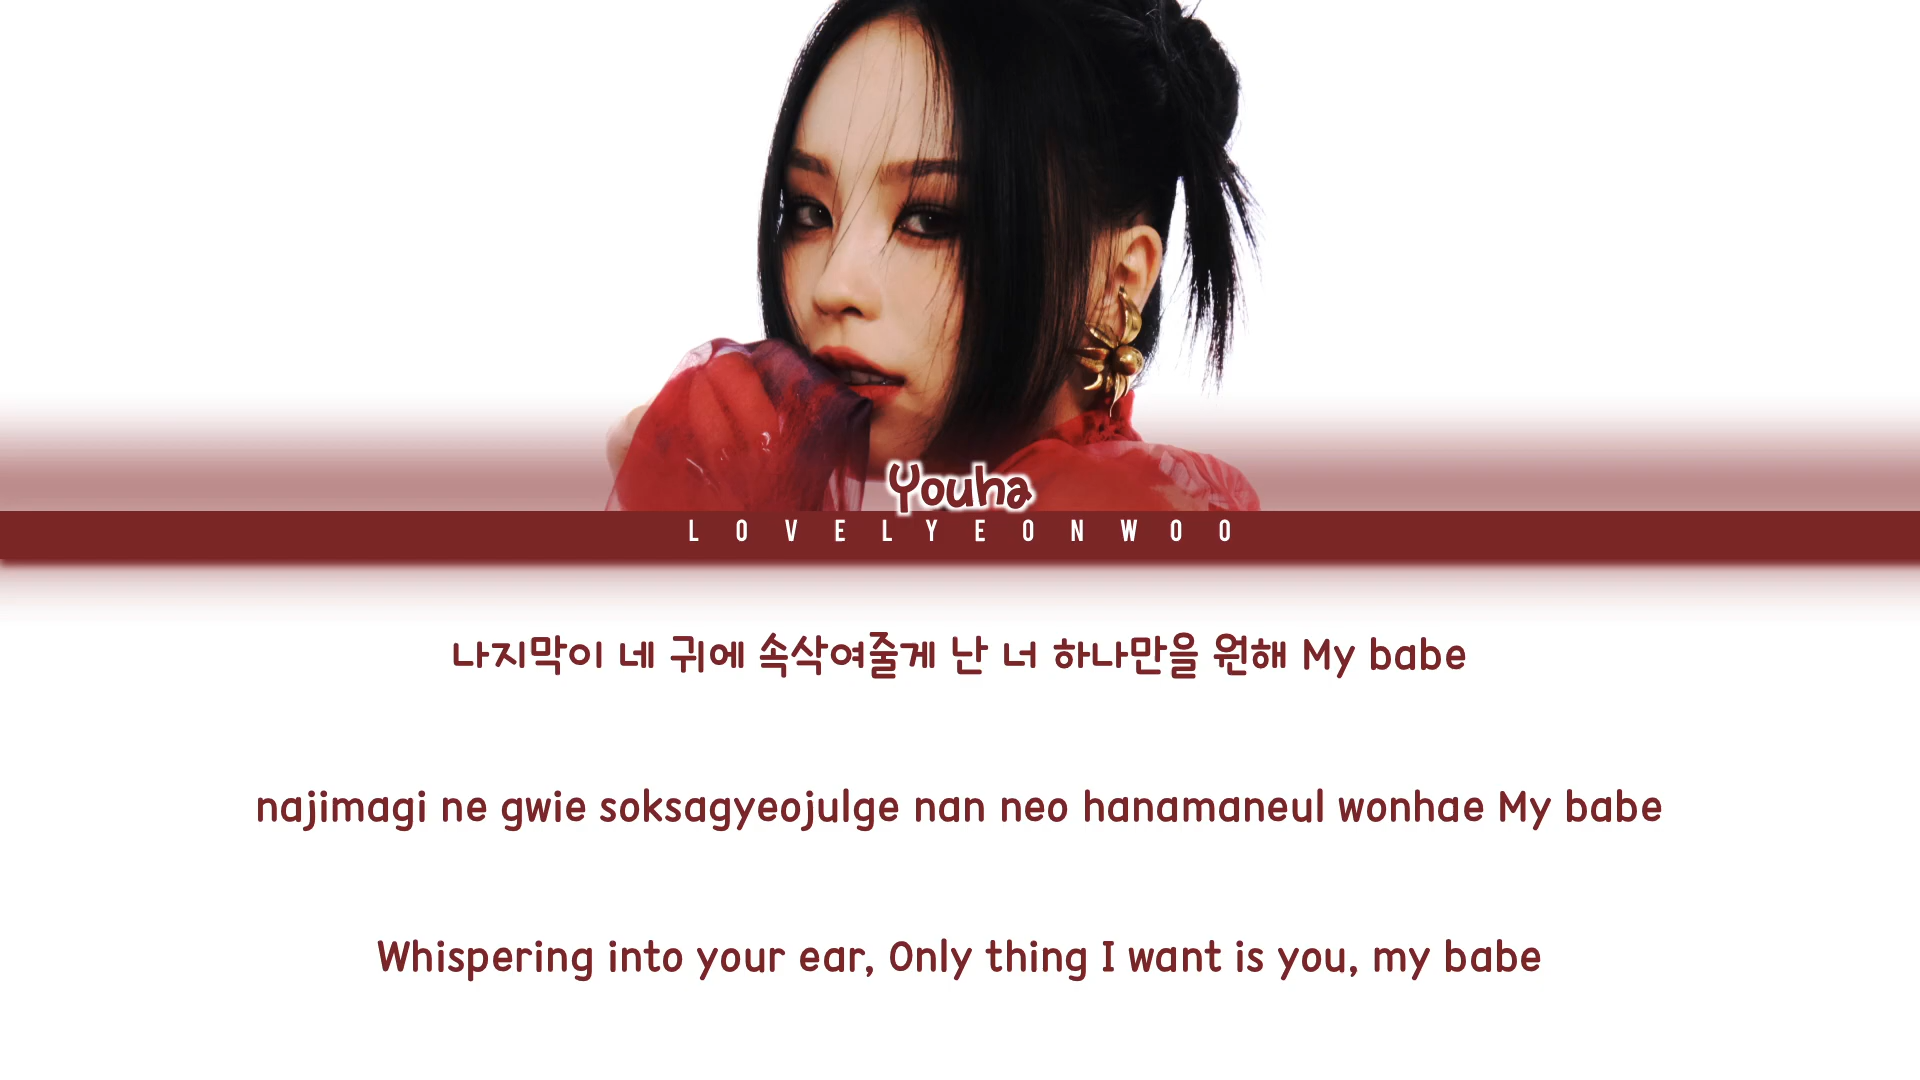 Youha
LOVELYEONWOO
나지막이 네 귀에 속삭여줄게 난 너 하나만을 원해 My babe
najimagi ne gwie soksagyeojulge nan neo hanamaneul wonhae My babe
Whispering into your ear, Only thing I want is you, my babe